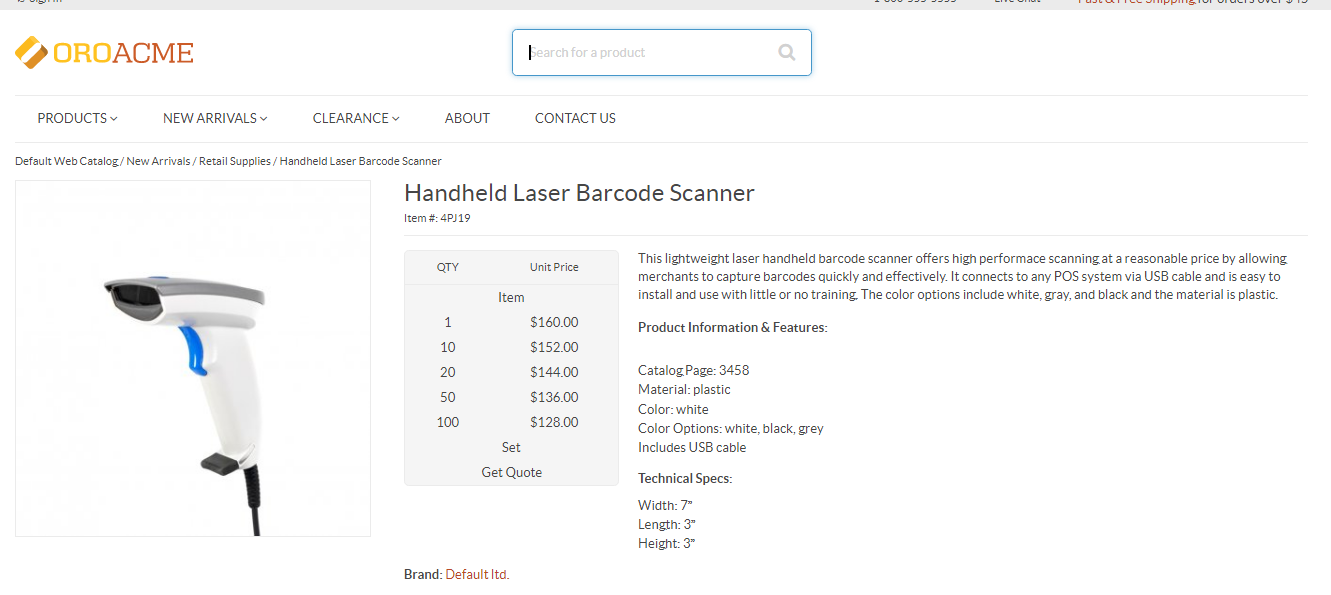 Fast & Free Shipping for orders over $45
OROACME
Search for a product
PRODUCTS NEW ARRIVALS CLEARANCE ABOUT CONTACT US
Default Web Catalog / New Arrivals / Retail Supplies / Handheld Laser Barcode Scanner
Handheld Laser Barcode Scanner
Item #: 4PJ19
QTY Unit Price
Item
1 $160.00
10 $152.00
20 $144.00
50 $136.00
100 $128.00
Set
Get Quote
This lightweight laser handheld barcode scanner offers high performace scanning at a reasonable price by allowing
merchants to capture barcodes quickly and effectively. It connects to any POS system via USB cable and is easy to
install and use with little or no training. The color options include white, gray, and black and the material is plastic.
Product Information & Features:
Catalog Page: 3458
Material: plastic
Color: white
Color Options: white, black, grey
Includes USB cable
Technical Specs:
Width: 7”
Length: 3”
Height: 3”
Brand: Default ltd.